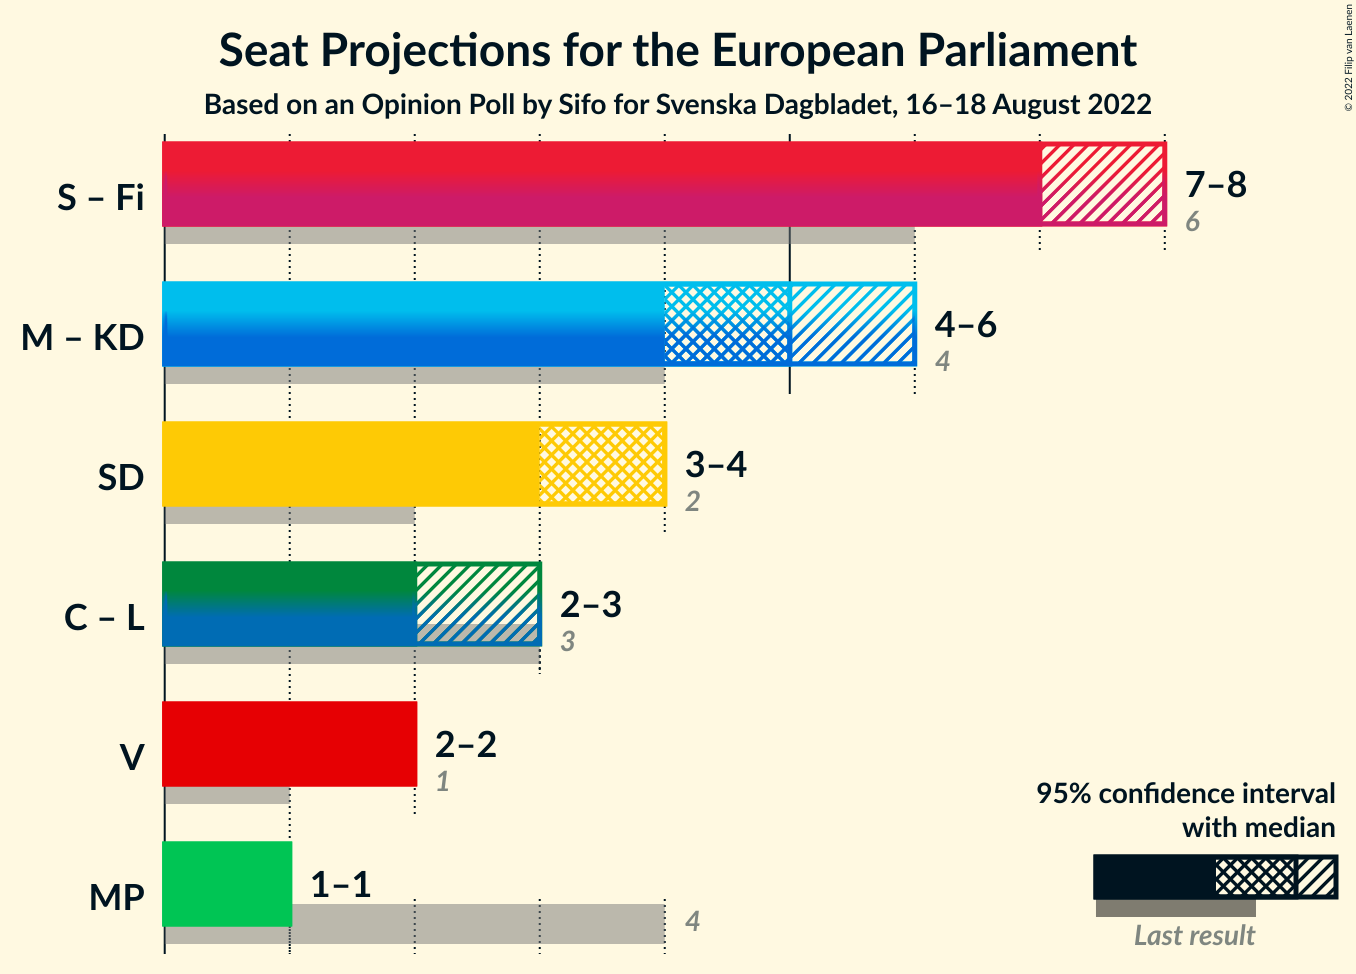 Seat Projections for the European Parliament
Based on an Opinion Poll by Sifo for Svenska Dagbladet, 16–18 August 2022
© 2022 Filip van Laenen
S – Fi
7–8
6
M – KD
4–6
4
SD
3–4
2
C – L
2–3
3
V
2–2
1
MP
1–1
4
95% confidence interval
with median
Last result